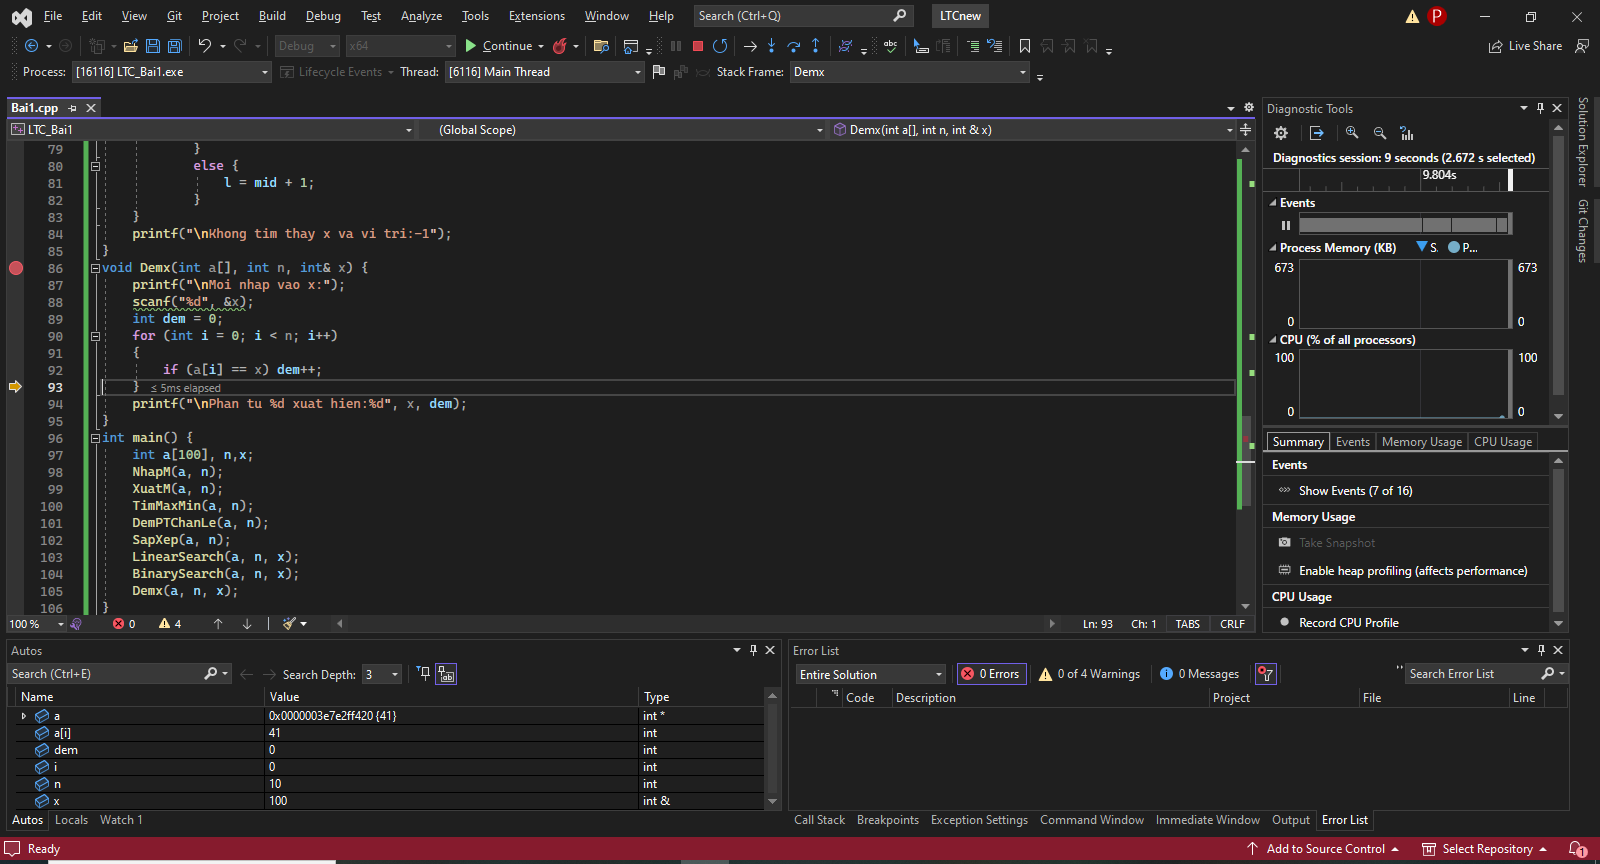 File Edit View Git Project Build Debug Test Analyze Tools Extensions Window Help Search (Ctrl+Q) LTCnew P
Debug x64 Continue Live Share
Process: [16116] LTC_Bai1.exe Lifecycle Events Thread: [6116] Main Thread Stack Frame: Demx
Bai1.cpp
LTC_Bai1 (Global Scope) Demx(int a[], int n, int & x)
79 }
80 else {
81 l = mid + 1;
82 }
83 }
84 printf("\nKhong tim thay x va vi tri:-1");
85 }
86 void Demx(int a[], int n, int& x) {
87 printf("\nMoi nhap vao x:");
88 scanf("%d", &x);
89 int dem = 0;
90 for (int i = 0; i < n; i++)
91 {
92 if (a[i] == x) dem++;
93 } ≤ 5ms elapsed
94 printf("\nPhan tu %d xuat hien:%d", x, dem);
95 }
96 int main() {
97 int a[100], n,x;
98 NhapM(a, n);
99 XuatM(a, n);
100 TimMaxMin(a, n);
101 DemPTChanLe(a, n);
102 SapXep(a, n);
103 LinearSearch(a, n, x);
104 BinarySearch(a, n, x);
105 Demx(a, n, x);
106 }
100 % 0 4 Ln: 93 Ch: 1 TABS CRLF
Diagnostic Tools
Diagnostics session: 9 seconds (2.672 s selected)
9.804s
Events
Process Memory (KB) S. P...
673 673
0 0
CPU (% of all processors)
100 100
0 0
Summary Events Memory Usage CPU Usage
Events
Show Events (7 of 16)
Memory Usage
Take Snapshot
Enable heap profiling (affects performance)
CPU Usage
Record CPU Profile
Solution Explorer
Git Changes
Autos
Search (Ctrl+E) Search Depth: 3
Name Value Type
a 0x0000003e7e2ff420 {41} int *
a[i] 41 int
dem 0 int
i 0 int
n 10 int
x 100 int &
Autos Locals Watch 1
Error List
Entire Solution 0 Errors 0 of 4 Warnings 0 Messages Search Error List
Code Description Project File Line
Call Stack Breakpoints Exception Settings Command Window Immediate Window Output Error List
Ready Add to Source Control Select Repository 1